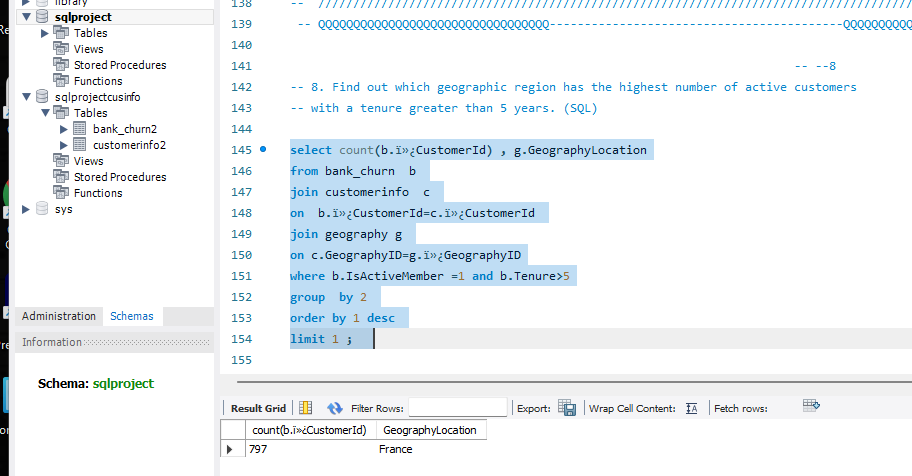 library
sqlproject
Tables
Views
Stored Procedures
Functions
sqlprojectcusinfo
Tables
bank_churn2
customerinfo2
Views
Stored Procedures
Functions
sys
Administration Schemas
Information
Schema: sqlproject
138 --
139 --
140
141 -- --8
142 -- 8. Find out which geographic region has the highest number of active customers
143 -- with a tenure greater than 5 years. (SQL)
144
145 select count(b.ï»¿CustomerId) , g.GeographyLocation
146 from bank_churn b
147 join customerinfo c
148 on b.ï»¿CustomerId=c.ï»¿CustomerId
149 join geography g
150 on c.GeographyID=g.ï»¿GeographyID
151 where b.IsActiveMember =1 and b.Tenure>5
152 group by 2
153 order by 1 desc
154 limit 1 ;
155
Result Grid Filter Rows: Export: Wrap Cell Content: IA Fetch rows:
count(b.ï»¿CustomerId) GeographyLocation
797 France